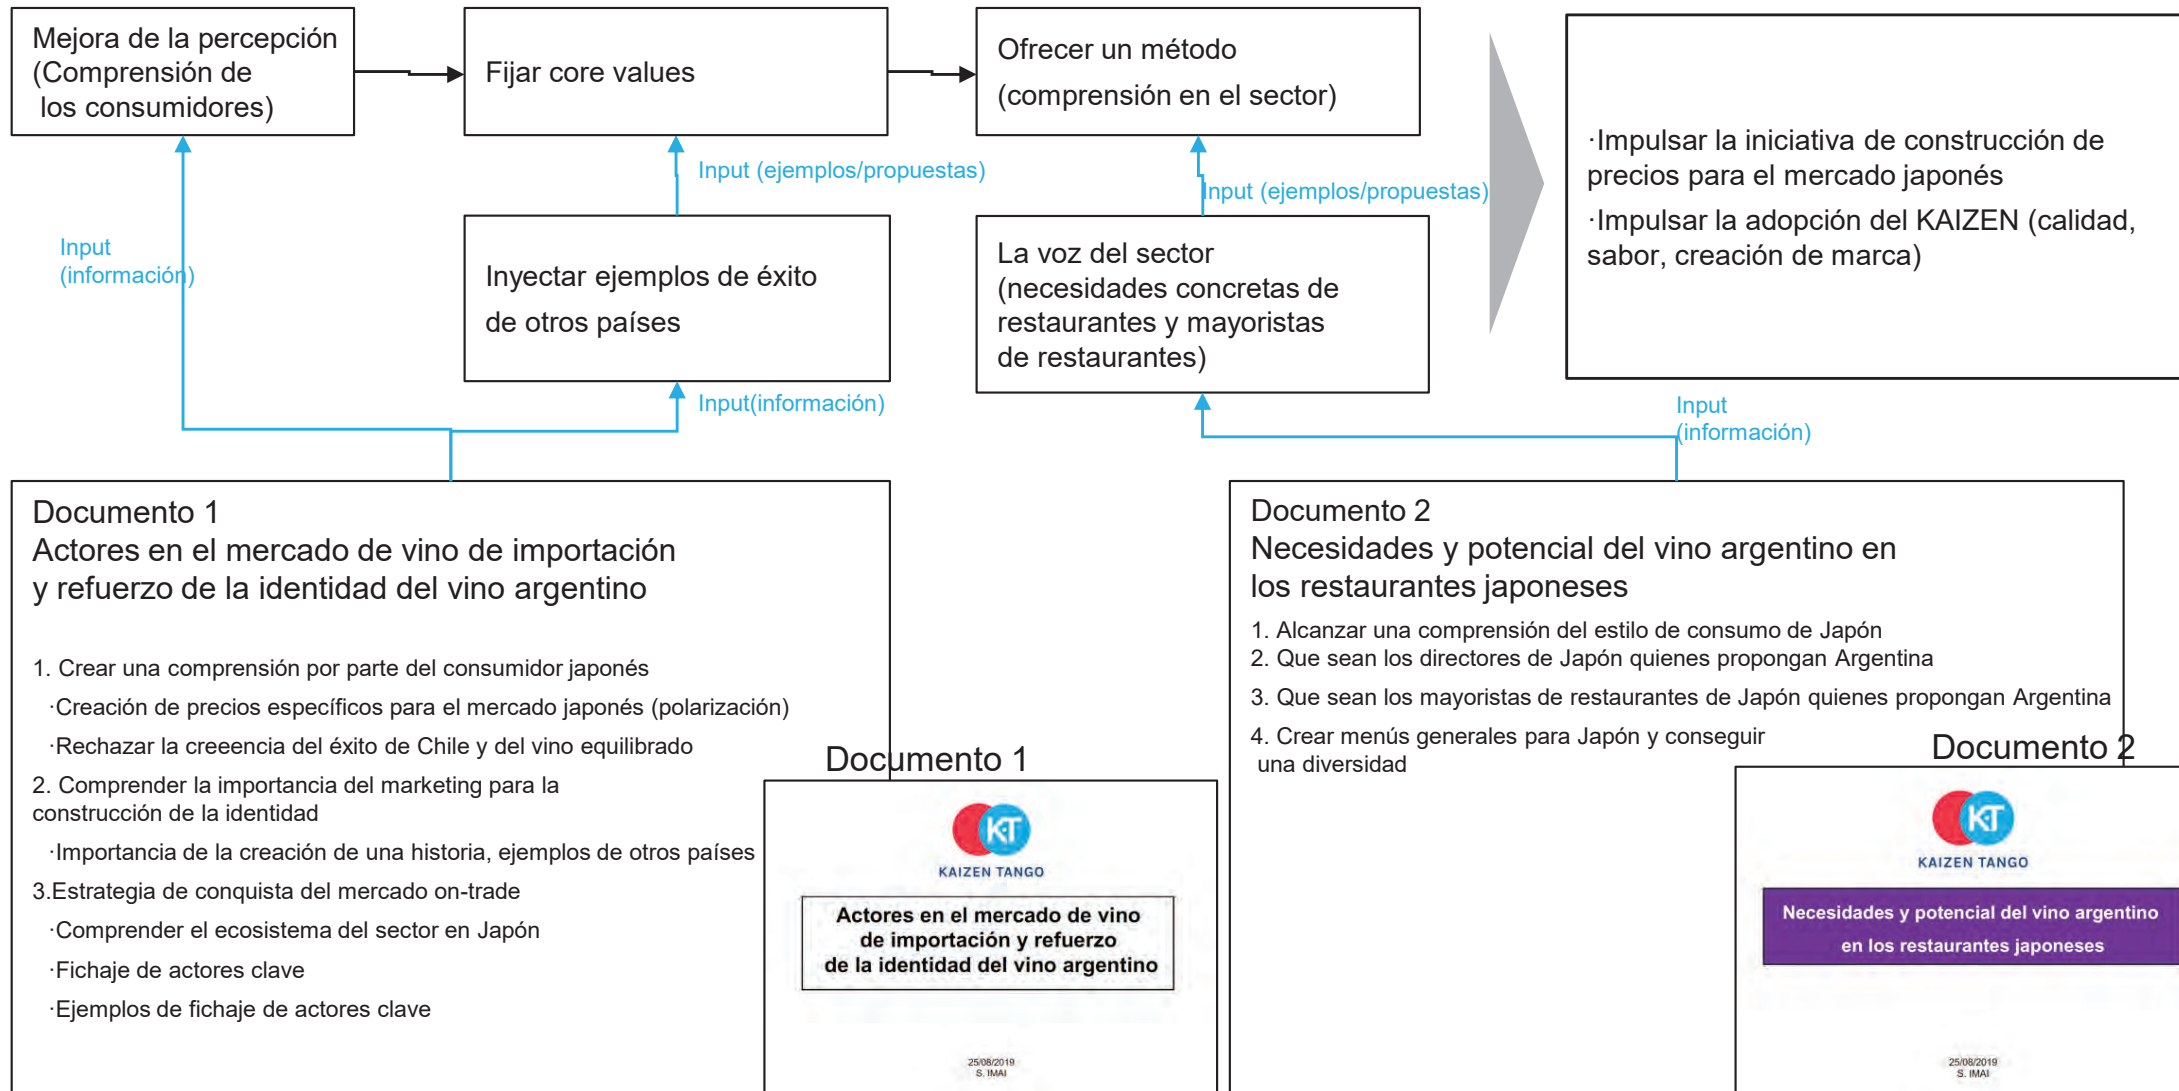 Mejora de la percepción
(Comprensión de
los consumidores)
Fijar core values
Ofrecer un método
(comprensión en el sector)
·Impulsar la iniciativa de construcción de
precios para el mercado japonés
·Impulsar la adopción del KAIZEN (calidad,
sabor, creación de marca)
Input (ejemplos/propuestas)
Input (ejemplos/propuestas)
Input
(información)
Inyectar ejemplos de éxito
de otros países
La voz del sector
(necesidades concretas de
restaurantes y mayoristas
de restaurantes)
Input(información)
Input
(información)
Documento 1
Actores en el mercado de vino de importación
y refuerzo de la identidad del vino argentino
1. Crear una comprensión por parte del consumidor japonés
·Creación de precios específicos para el mercado japonés (polarización)
·Rechazar la creeencia del éxito de Chile y del vino equilibrado
2. Comprender la importancia del marketing para la
construcción de la identidad
·Importancia de la creación de una historia, ejemplos de otros países
3.Estrategia de conquista del mercado on-trade
·Comprender el ecosistema del sector en Japón
·Fichaje de actores clave
·Ejemplos de fichaje de actores clave
Documento 1
KT
KAIZEN TANGO
Actores en el mercado de vino
de importación y refuerzo
de la identidad del vino argentino
25/08/2019
S. IMAI
Documento 2
Necesidades y potencial del vino argentino en
los restaurantes japoneses
1. Alcanzar una comprensión del estilo de consumo de Japón
2. Que sean los directores de Japón quienes propongan Argentina
3. Que sean los mayoristas de restaurantes de Japón quienes propongan Argentina
4. Crear menús generales para Japón y conseguir
una diversidad
Documento 2
KT
KAIZEN TANGO
Necesidades y potencial del vino argentino
en los restaurantes japoneses
25/08/2019
S. IMAI